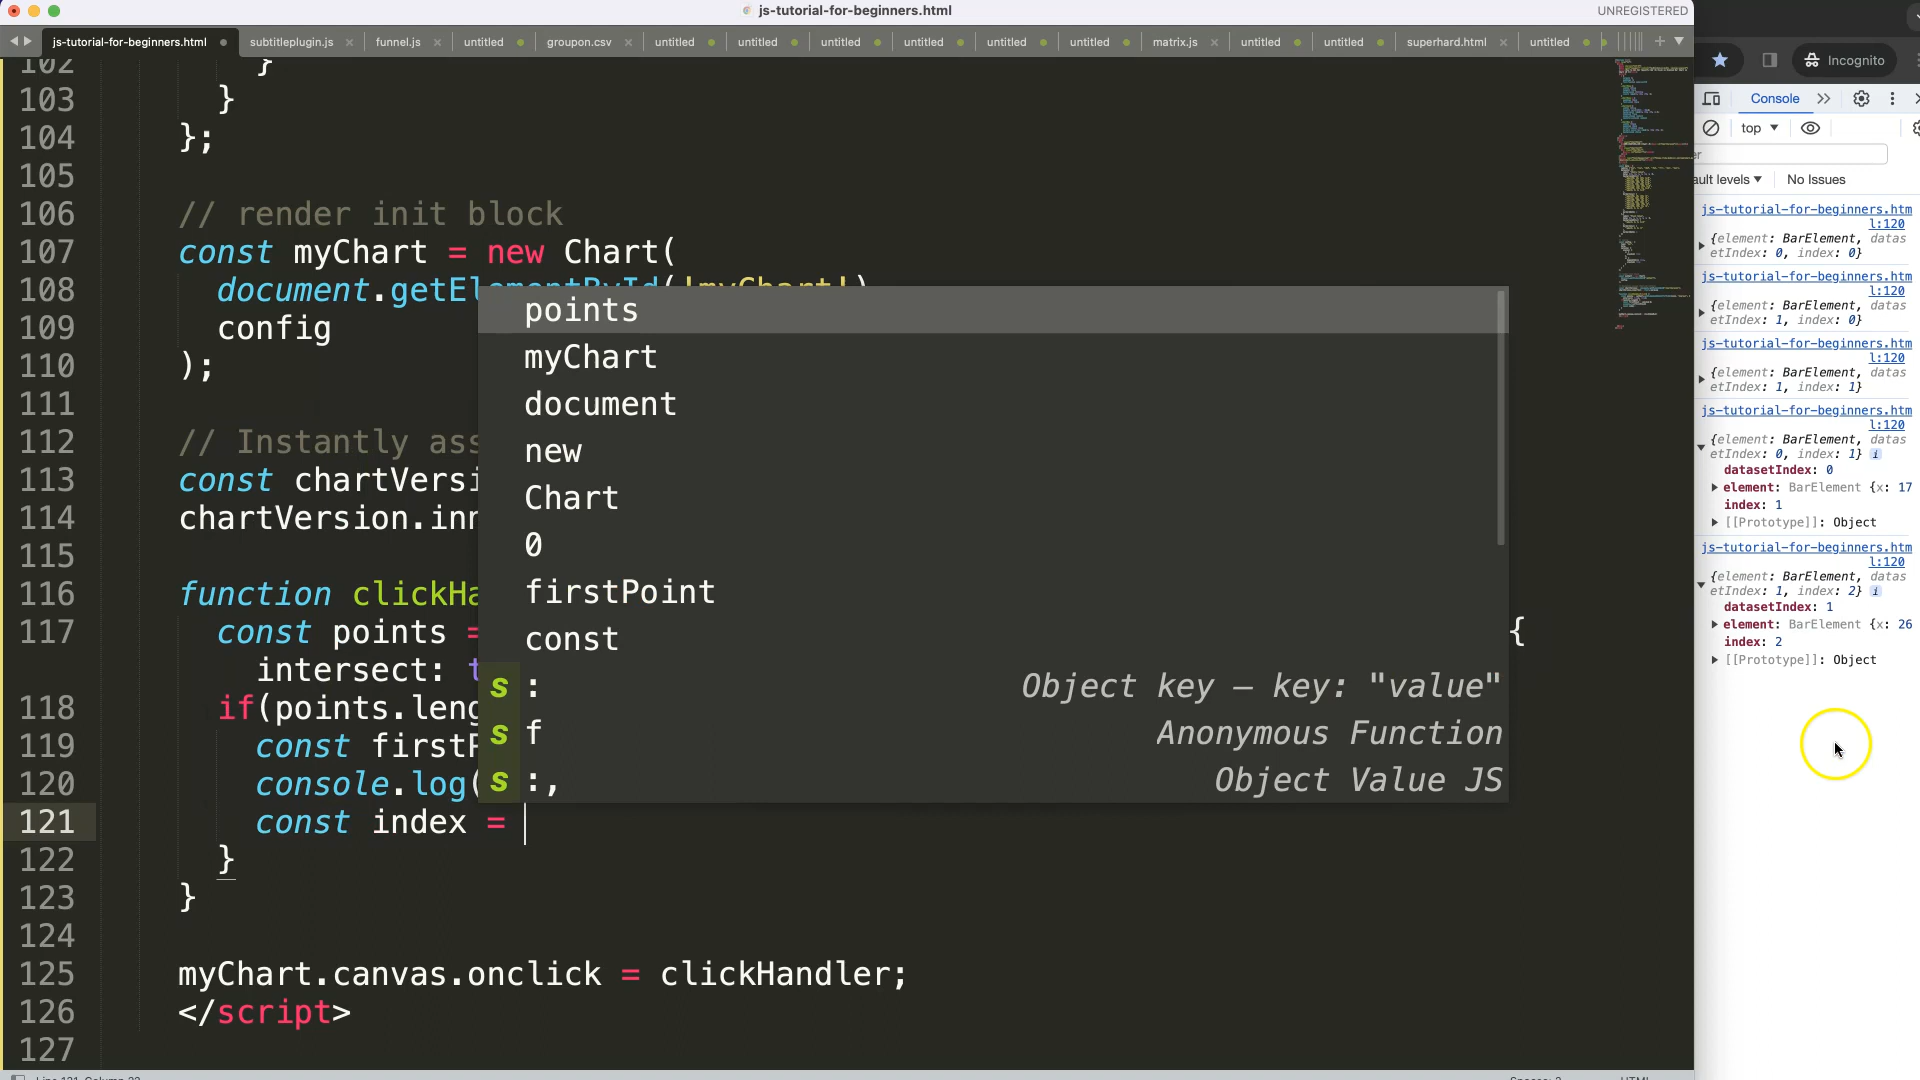 js-tutorial-for-beginners.html
UNREGISTERED
js-tutorial-for-beginners.html subtitleplugin.js funnel.js untitled groupon.csv untitled untitled untitled untitled untitled untitled matrix.js untitled untitled superhard.html untitled
Incognito
Console
top
ault levels No Issues
102 }
103 }
104 };
105
106 // render init block
107 const myChart = new Chart(
108 document.getElementById('myChart')
109 config
110 );
111
112 // Instantly ass
113 const chartVersi
114 chartVersion.inn
115
116 function clickHa
117 const points = {
intersect: t
118 if(points.leng
119 const firstP
120 console.log(
121 const index =
122 }
123 }
124
125 myChart.canvas.onclick = clickHandler;
126 </script>
127
points
myChart
document
new
Chart
0
firstPoint
const
s : Object key – key: "value"
s f Anonymous Function
s :, Object Value JS
js-tutorial-for-beginners.htm
l:120
{element: BarElement, datas
etIndex: 0, index: 0}
js-tutorial-for-beginners.htm
l:120
{element: BarElement, datas
etIndex: 1, index: 0}
js-tutorial-for-beginners.htm
l:120
{element: BarElement, datas
etIndex: 1, index: 1}
js-tutorial-for-beginners.htm
l:120
{element: BarElement, datas
etIndex: 0, index: 1} i
datasetIndex: 0
element: BarElement {x: 17
index: 1
[[Prototype]]: Object
js-tutorial-for-beginners.htm
l:120
{element: BarElement, datas
etIndex: 1, index: 2} i
datasetIndex: 1
element: BarElement {x: 26
index: 2
[[Prototype]]: Object